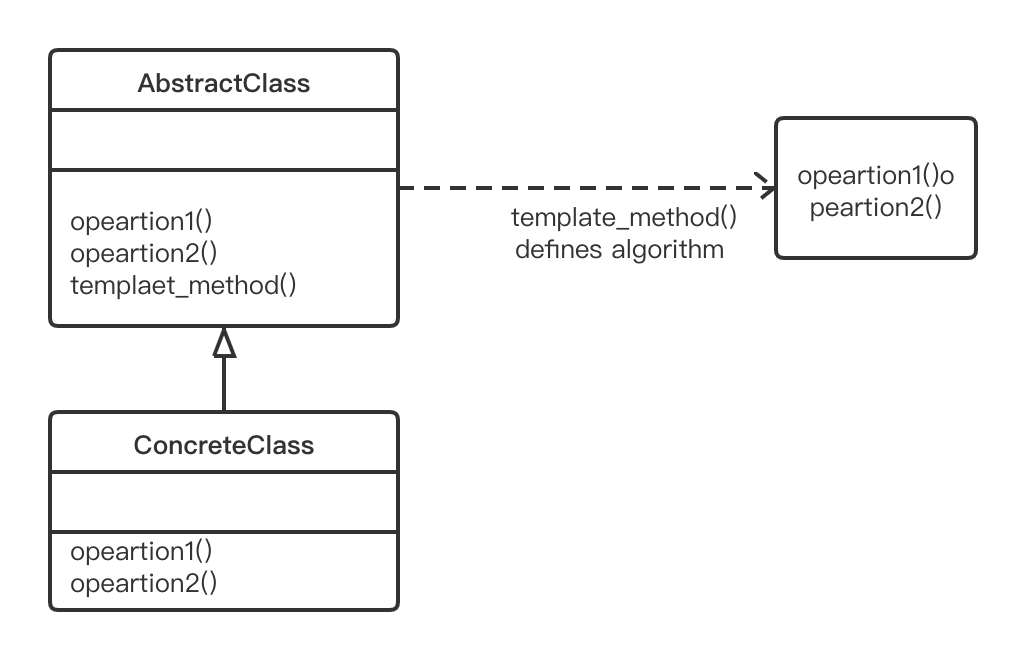 AbstractClass
opeartion1()
opeartion2()
templaet_method()
template_method()
defines algorithm
opeartion1()o
peartion2()
ConcreteClass
opeartion1()
opeartion2()